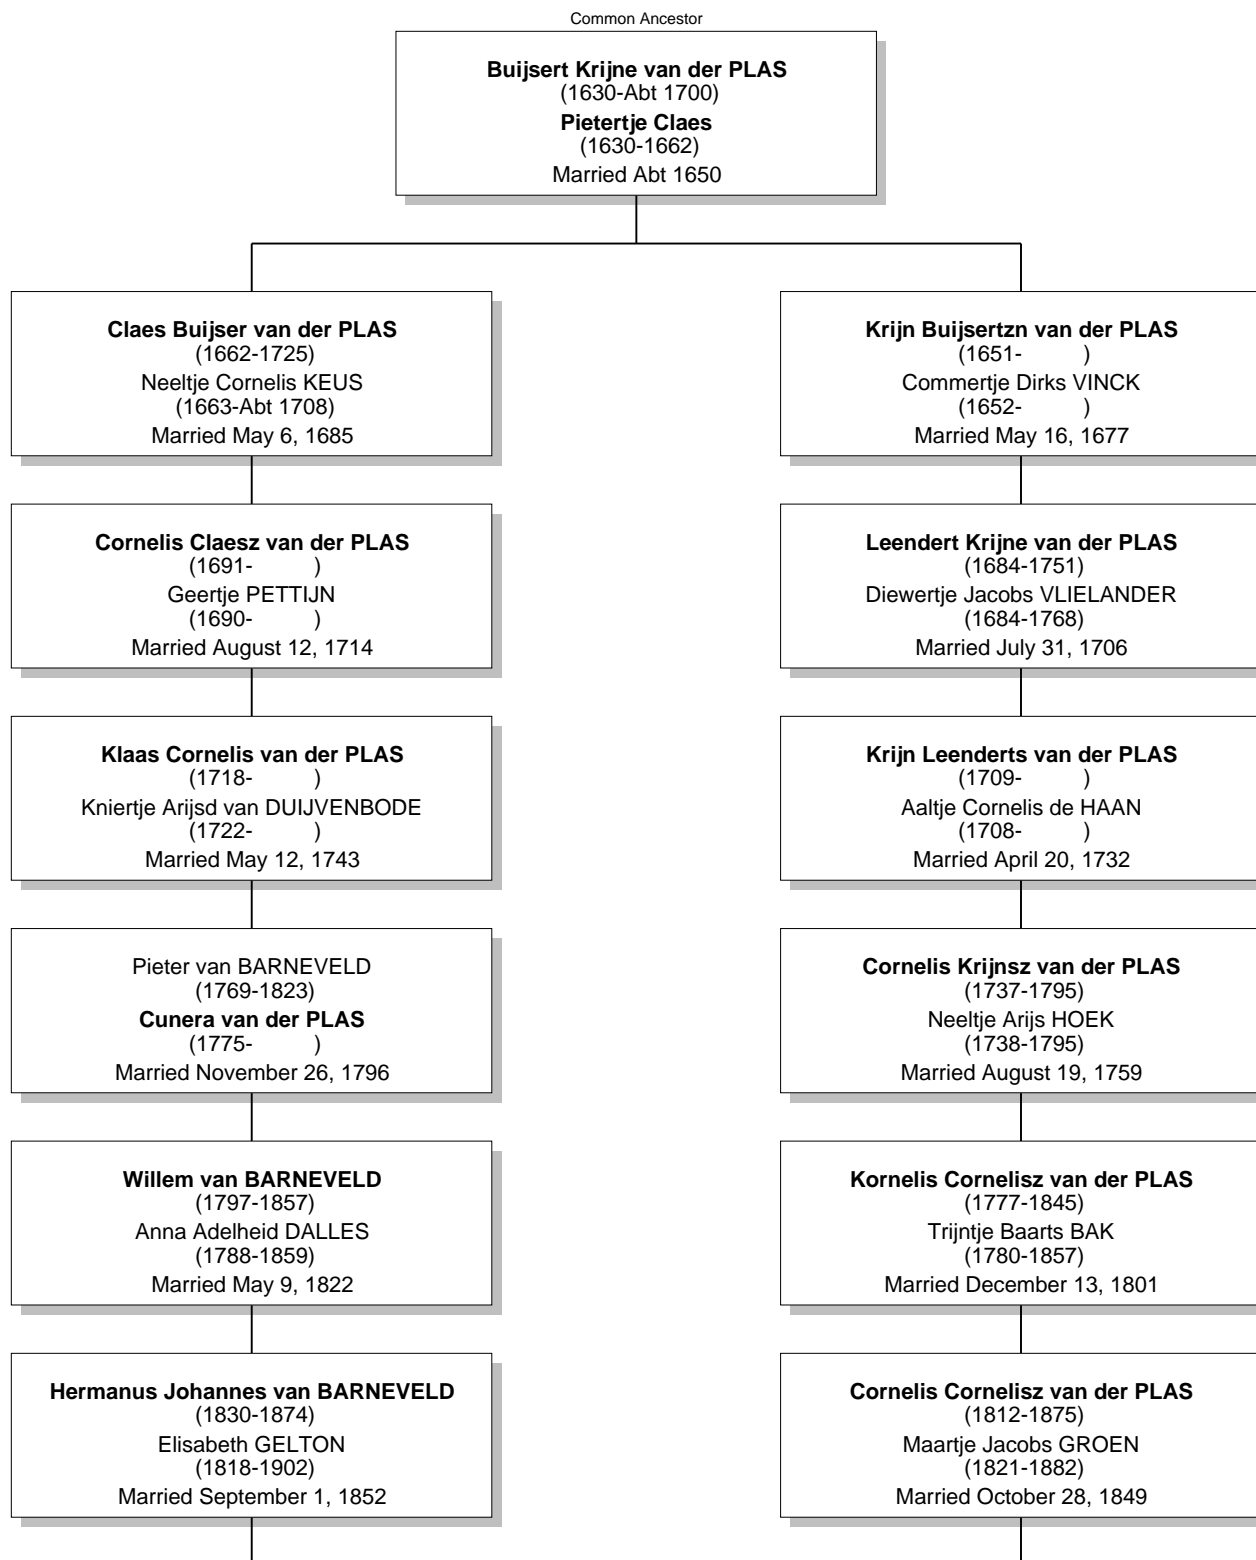 Common Ancestor
Buijsert Krijne van der PLAS
(1630-Abt 1700)
Pietertje Claes
(1630-1662)
Married Abt 1650
Claes Buijser van der PLAS
(1662-1725)
Neeltje Cornelis KEUS
(1663-Abt 1708)
Married May 6, 1685
Krijn Buijsertzn van der PLAS
(1651- )
Commertje Dirks VINCK
(1652- )
Married May 16, 1677
Cornelis Claesz van der PLAS
(1691- )
Geertje PETTIJN
(1690- )
Married August 12, 1714
Leendert Krijne van der PLAS
(1684-1751)
Diewertje Jacobs VLIELANDER
(1684-1768)
Married July 31, 1706
Klaas Cornelis van der PLAS
(1718- )
Kniertje Arijsd van DUIJVENBODE
(1722- )
Married May 12, 1743
Krijn Leenderts van der PLAS
(1709- )
Aaltje Cornelis de HAAN
(1708- )
Married April 20, 1732
Pieter van BARNEVELD
(1769-1823)
Cunera van der PLAS
(1775- )
Married November 26, 1796
Cornelis Krijnsz van der PLAS
(1737-1795)
Neeltje Arijs HOEK
(1738-1795)
Married August 19, 1759
Willem van BARNEVELD
(1797-1857)
Anna Adelheid DALLES
(1788-1859)
Married May 9, 1822
Kornelis Cornelisz van der PLAS
(1777-1845)
Trijntje Baarts BAK
(1780-1857)
Married December 13, 1801
Hermanus Johannes van BARNEVELD
(1830-1874)
Elisabeth GELTON
(1818-1902)
Married September 1, 1852
Cornelis Cornelisz van der PLAS
(1812-1875)
Maartje Jacobs GROEN
(1821-1882)
Married October 28, 1849